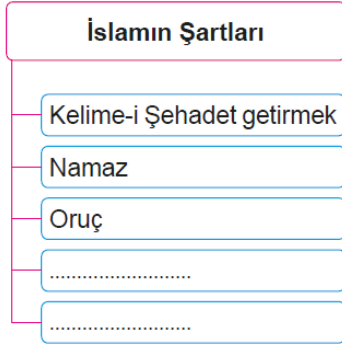 İslamın Şartları
Kelime-i Şehadet getirmek
Namaz
Oruç
..........................
..........................